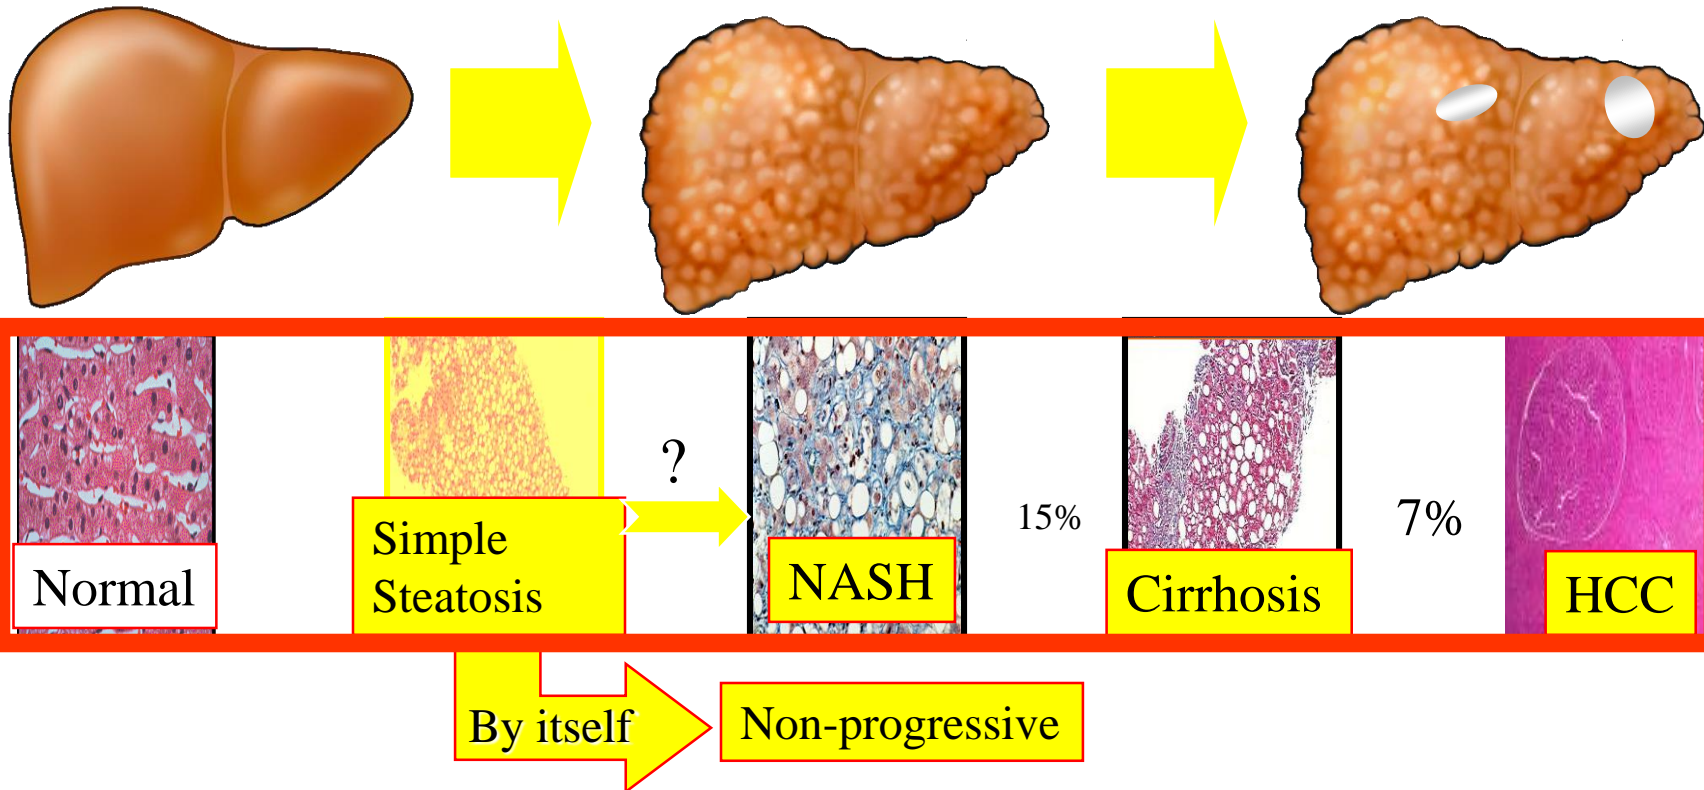 ?
15%
7%
Simple
Steatosis
Normal
NASH
Cirrhosis
HCC
By itself
Non-progressive